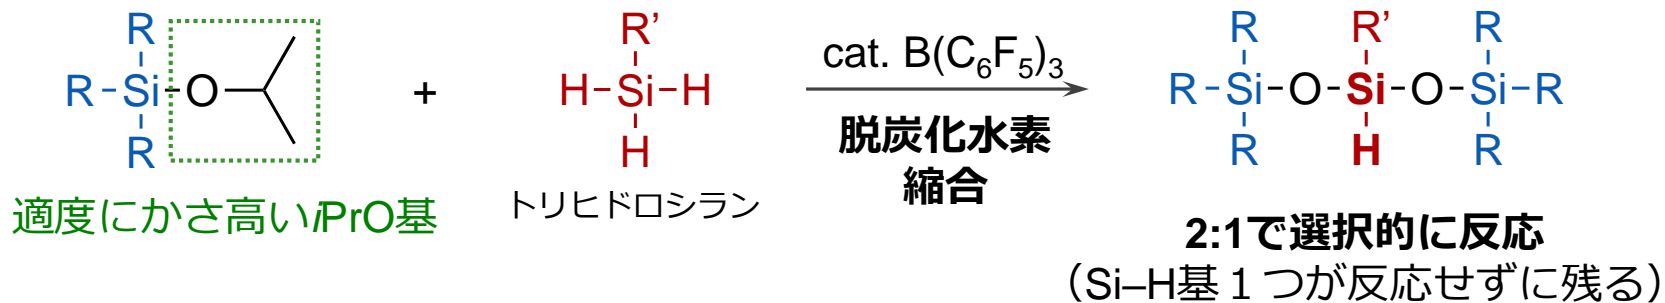 R
R–Si–O
R
適度にかさ高いiPrO基
+
R’
H–Si–H
H
トリヒドロシラン
cat. B(C₆F₅)₃
脱炭化水素
縮合
R R’ R
R–Si–O–Si–O–Si–R
R H R
2:1で選択的に反応
（Si–H基１つが反応せずに残る）